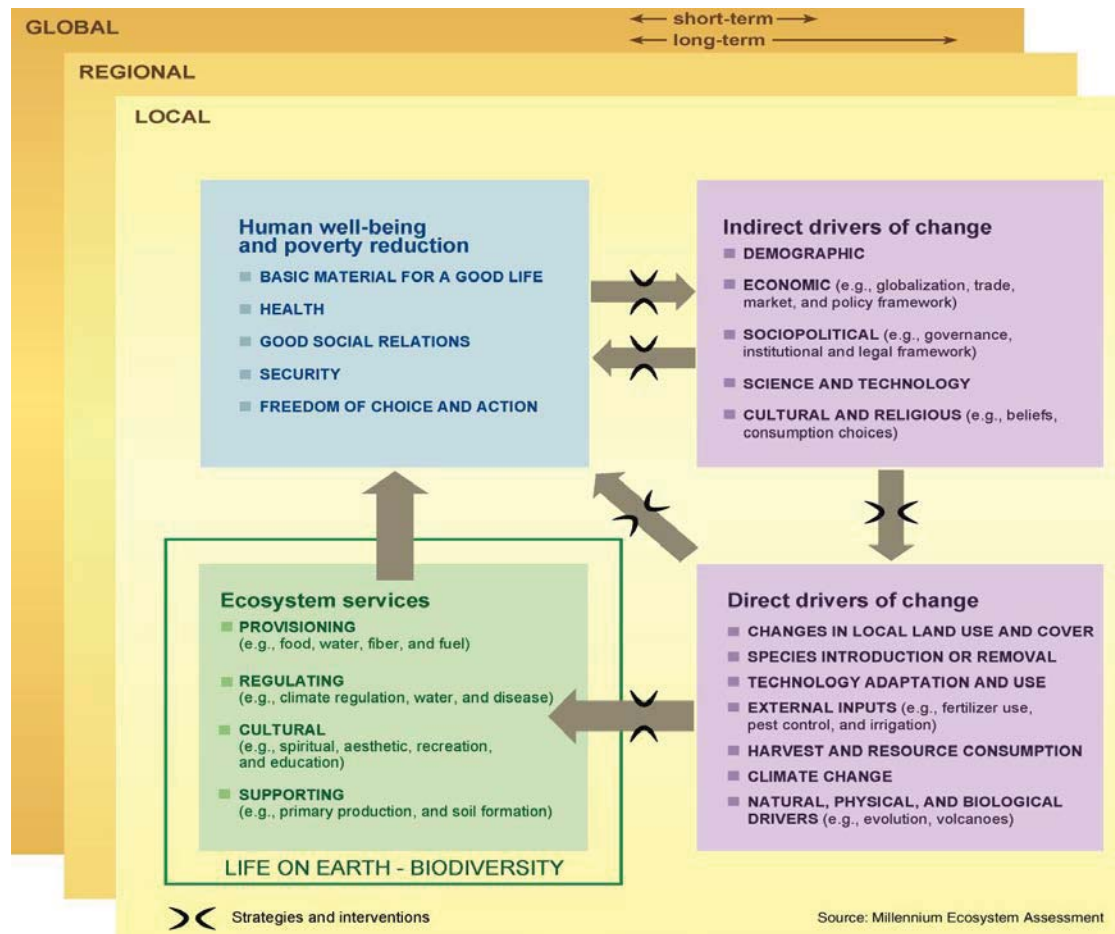 GLOBAL
short-term
long-term
REGIONAL
LOCAL
Human well-being
and poverty reduction
BASIC MATERIAL FOR A GOOD LIFE
HEALTH
GOOD SOCIAL RELATIONS
SECURITY
FREEDOM OF CHOICE AND ACTION
Indirect drivers of change
DEMOGRAPHIC
ECONOMIC (e.g., globalization, trade,
market, and policy framework)
SOCIOPOLITICAL (e.g., governance,
institutional and legal framework)
SCIENCE AND TECHNOLOGY
CULTURAL AND RELIGIOUS (e.g., beliefs,
consumption choices)
Ecosystem services
PROVISIONING
(e.g., food, water, fiber, and fuel)
REGULATING
(e.g., climate regulation, water, and disease)
CULTURAL
(e.g., spiritual, aesthetic, recreation,
and education)
SUPPORTING
(e.g., primary production, and soil formation)
LIFE ON EARTH - BIODIVERSITY
Direct drivers of change
CHANGES IN LOCAL LAND USE AND COVER
SPECIES INTRODUCTION OR REMOVAL
TECHNOLOGY ADAPTATION AND USE
EXTERNAL INPUTS (e.g., fertilizer use,
pest control, and irrigation)
HARVEST AND RESOURCE CONSUMPTION
CLIMATE CHANGE
NATURAL, PHYSICAL, AND BIOLOGICAL
DRIVERS (e.g., evolution, volcanoes)
Strategies and interventions
Source: Millennium Ecosystem Assessment